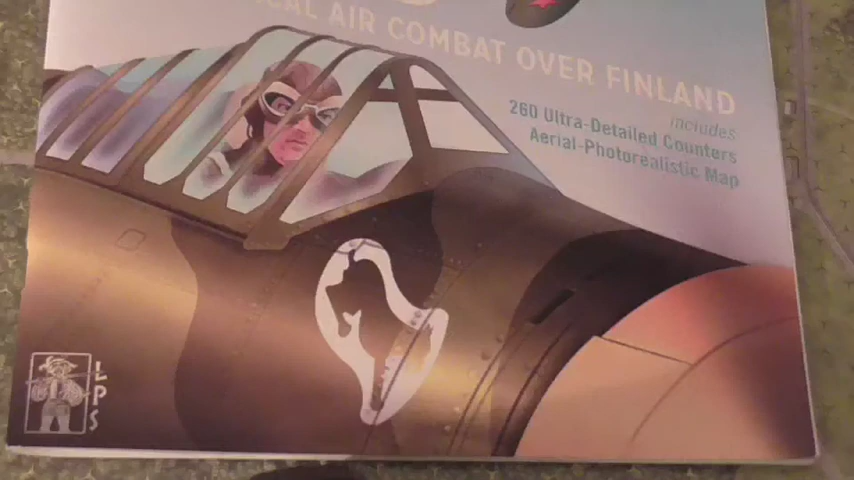 AIR COMBAT OVER FINLAND
includes
260 Ultra-Detailed Counters
Aerial-Photorealistic Map
LPS